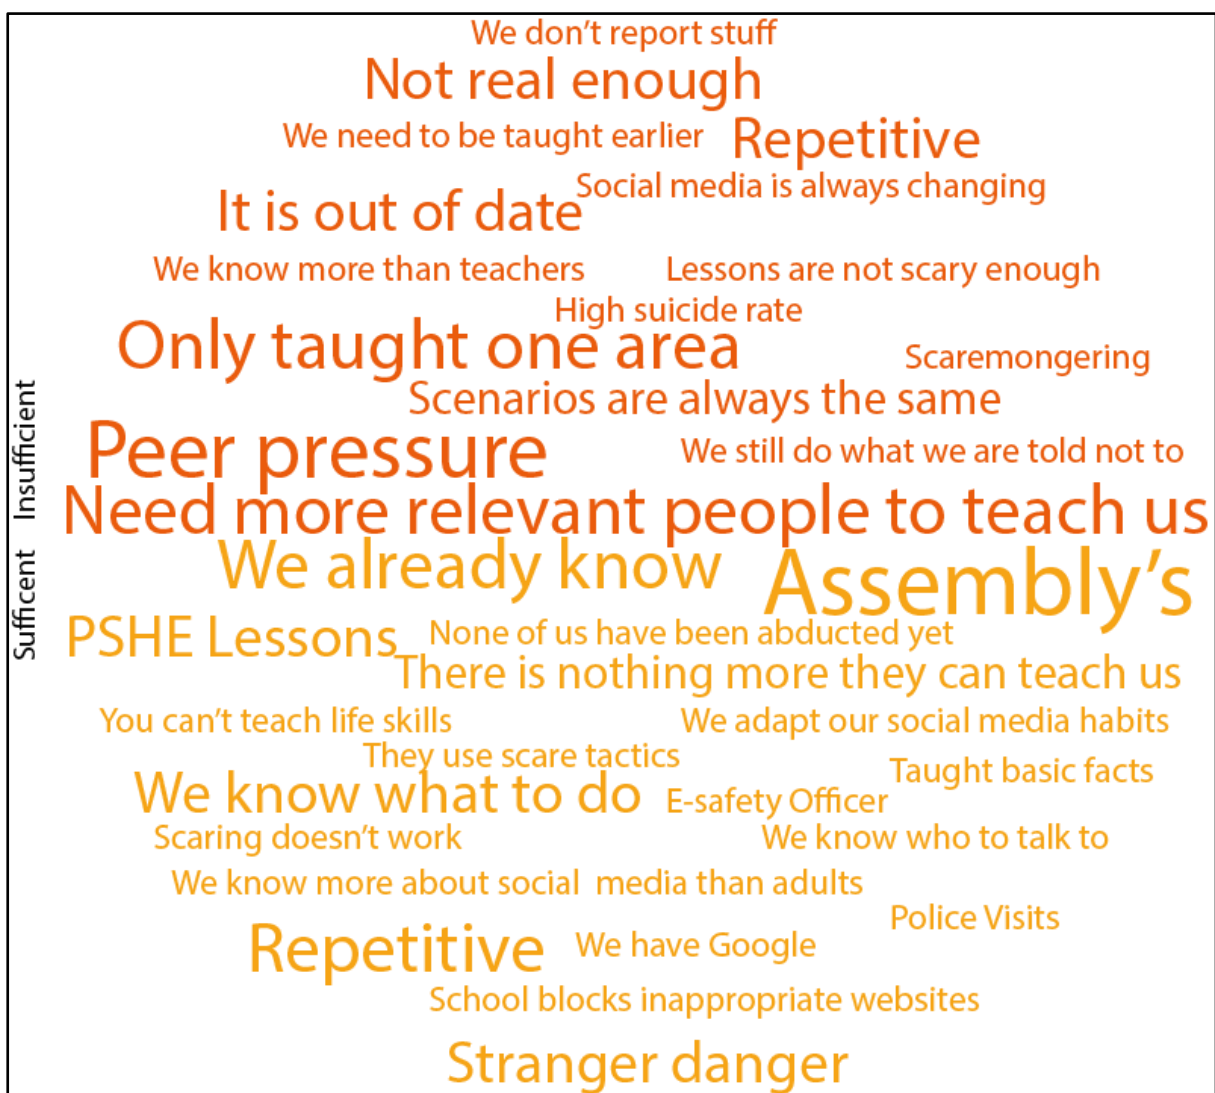 We don't report stuff
Not real enough
We need to be taught earlier
Repetitive
Social media is always changing
It is out of date
We know more than teachers
Lessons are not scary enough
High suicide rate
Only taught one area
Scaremongering
Scenarios are always the same
Peer pressure
We still do what we are told not to
Need more relevant people to teach us
Insufficient
Sufficent
We already know
Assembly's
PSHE Lessons
None of us have been abducted yet
There is nothing more they can teach us
You can't teach life skills
We adapt our social media habits
They use scare tactics
Taught basic facts
We know what to do
E-safety Officer
Scaring doesn't work
We know who to talk to
We know more about social media than adults
Police Visits
Repetitive
We have Google
School blocks inappropriate websites
Stranger danger